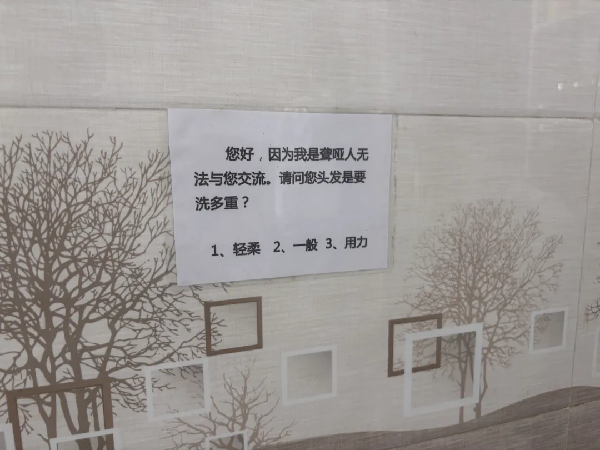 您好，因为我是聋哑人无
法与您交流。请问您头发是要
洗多重？
1、轻柔 2、一般 3、用力